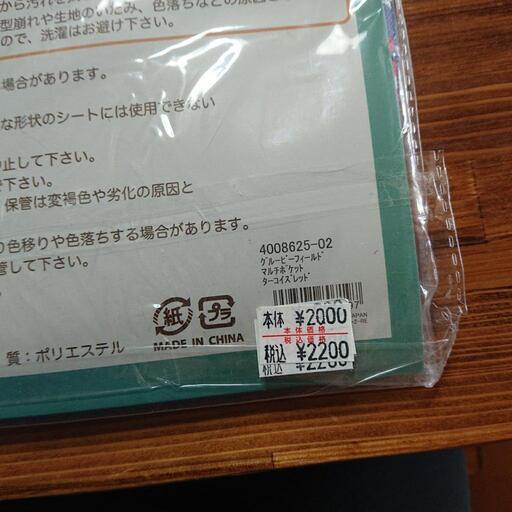 から汚れを
型崩れや生地のいたみ、色落ちなどの原因と
ので、洗濯はお避け下さい。
場合があります。
な形状のシートには使用できない
止して下さい。
下さい。
保管は変褪色や劣化の原因と
り色移りや色落ちする場合があります。
管して下さい。
4008625-02
グルービーフィールド
マルチポケット
ターコイズレッド
紙 プラ
MADE IN CHINA
質：ポリエステル
本体 ¥2000
本体価格
税込価格
税込 ¥2200
税込 ¥2200